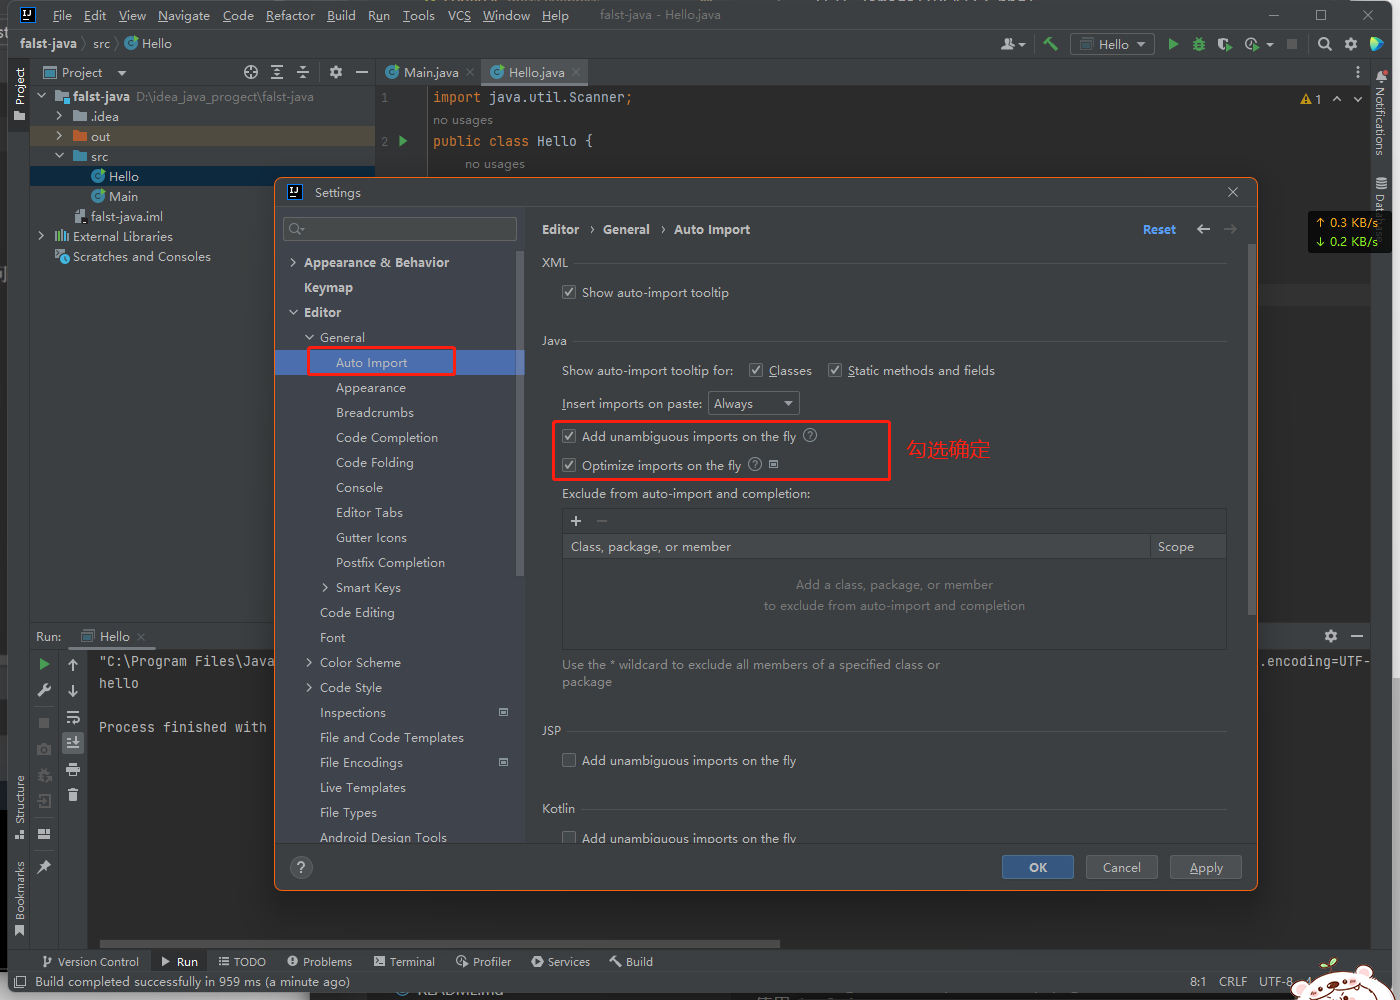 File Edit View Navigate Code Refactor Build Run Tools VCS Window Help falst-java - Hello.java
falst-java src Hello
Hello
Project
Main.java
Hello.java
Project
falst-java D:\idea_java_progect\falst-java
.idea
out
src
Hello
Main
falst-java.iml
External Libraries
Scratches and Consoles
1 import java.util.Scanner;
no usages
2 public class Hello {
no usages
1
Notifications
Database
↑ 0.3 KB/s
↓ 0.2 KB/s
Settings
Appearance & Behavior
Keymap
Editor
General
Auto Import
Appearance
Breadcrumbs
Code Completion
Code Folding
Console
Editor Tabs
Gutter Icons
Postfix Completion
Smart Keys
Code Editing
Font
Color Scheme
Code Style
Inspections
File and Code Templates
File Encodings
Live Templates
File Types
Android Design Tools
Editor › General › Auto Import
Reset
XML
Show auto-import tooltip
Java
Show auto-import tooltip for: Classes Static methods and fields
Insert imports on paste: Always
Add unambiguous imports on the fly ?
Optimize imports on the fly ?
勾选确定
Exclude from auto-import and completion:
+ −
Class, package, or member Scope
Add a class, package, or member
to exclude from auto-import and completion
Use the * wildcard to exclude all members of a specified class or
package
JSP
Add unambiguous imports on the fly
Kotlin
Add unambiguous imports on the fly
?
OK Cancel Apply
Run: Hello
"C:\Program Files\Java
.encoding=UTF-
hello
Process finished with
Structure
Bookmarks
Version Control Run TODO Problems Terminal Profiler Services Build
Build completed successfully in 959 ms (a minute ago)
8:1 CRLF UTF-8
README.md